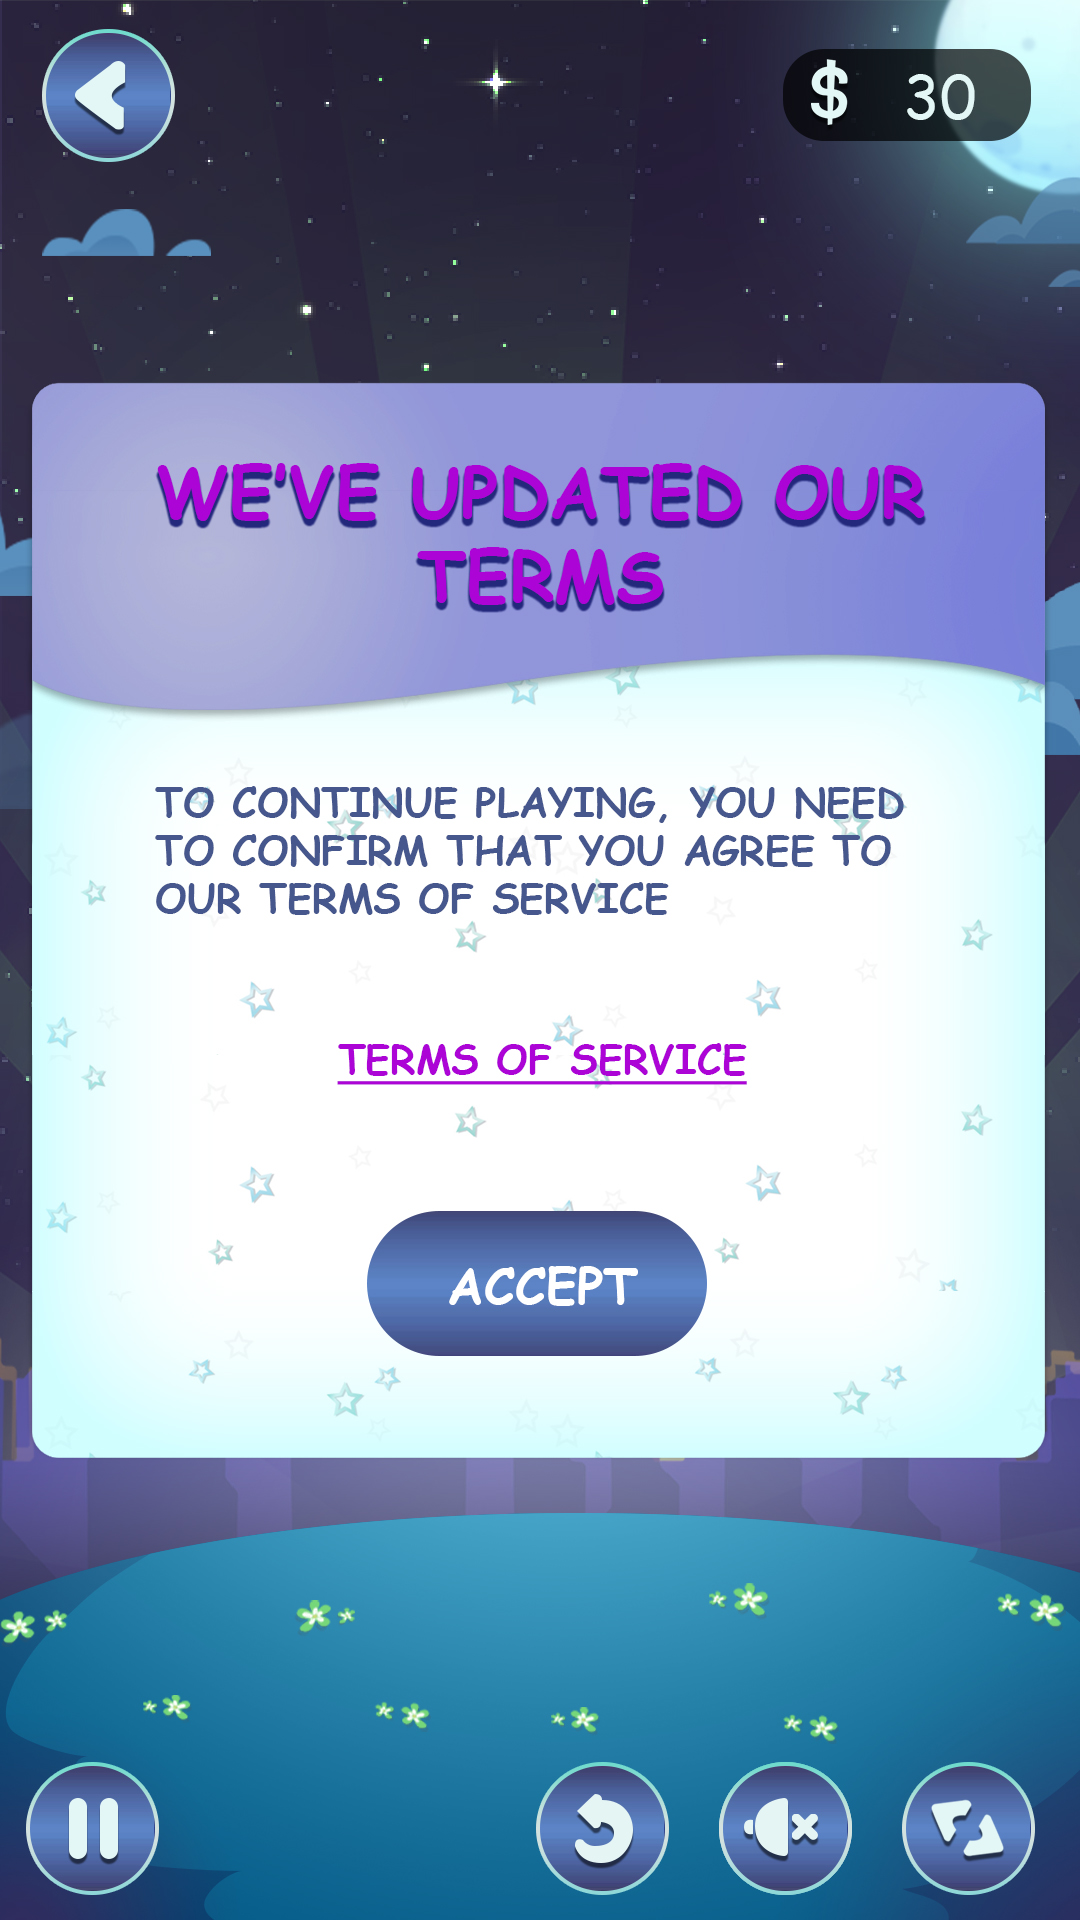 $ 30
WE'VE UPDATED OUR
TERMS
TO CONTINUE PLAYING, YOU NEED
TO CONFIRM THAT YOU AGREE TO
OUR TERMS OF SERVICE
TERMS OF SERVICE
ACCEPT